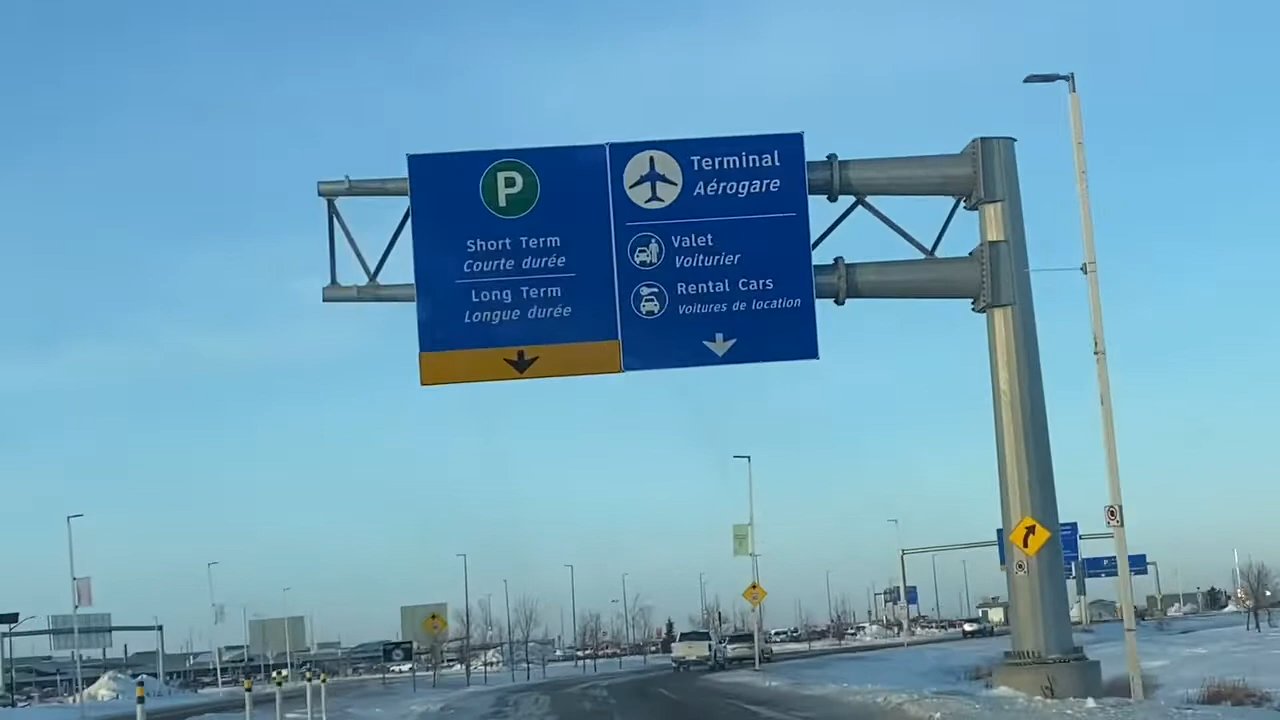 P
Short Term
Courte durée
Long Term
Longue durée
Terminal
Aérogare
Valet
Voiturier
Rental Cars
Voitures de location
P